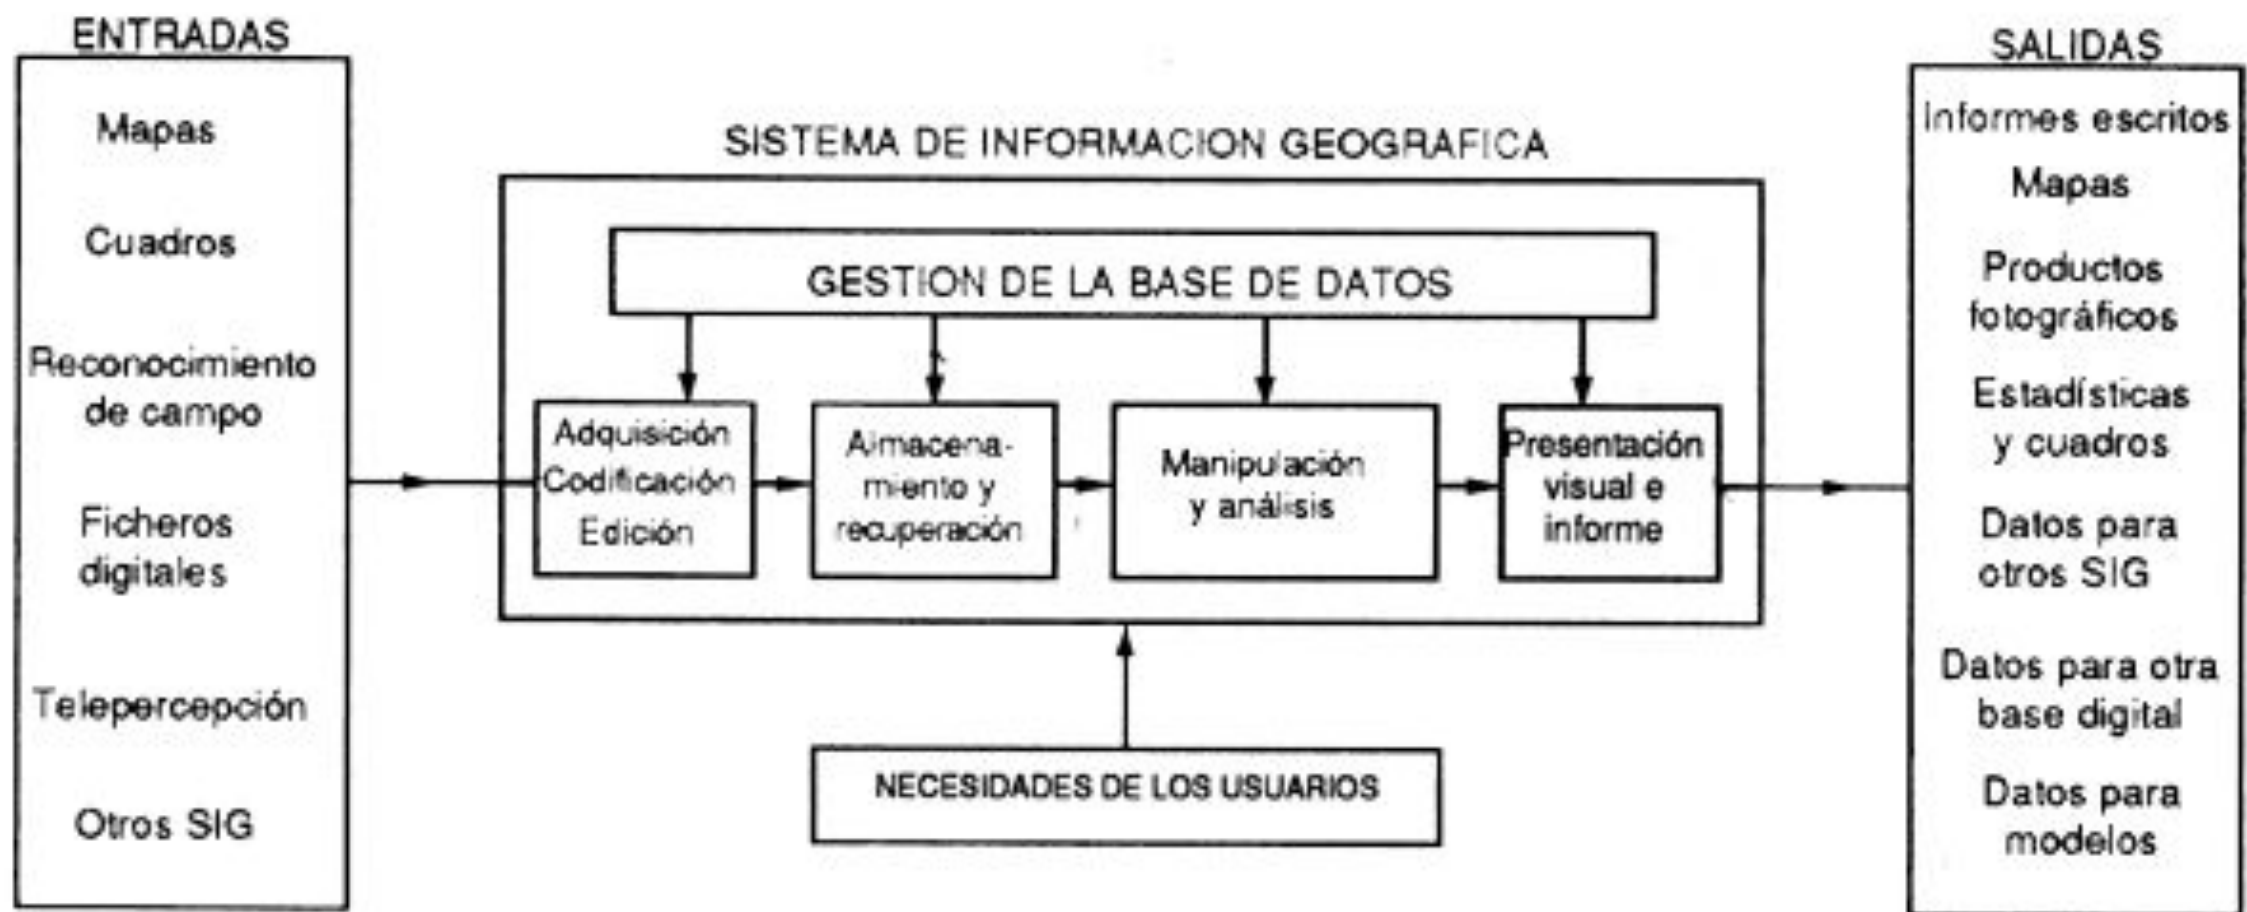 ENTRADAS
Mapas
Cuadros
Reconocimiento
de campo
Ficheros
digitales
Telepercepción
Otros SIG
SISTEMA DE INFORMACION GEOGRAFICA
GESTION DE LA BASE DE DATOS
Adquisición
Codificación
Edición
Almacena-
miento y
recuperación
Manipulación
y análisis
Presentación
visual e
informe
NECESIDADES DE LOS USUARIOS
SALIDAS
Informes escritos
Mapas
Productos
fotográficos
Estadísticas
y cuadros
Datos para
otros SIG
Datos para otra
base digital
Datos para
modelos